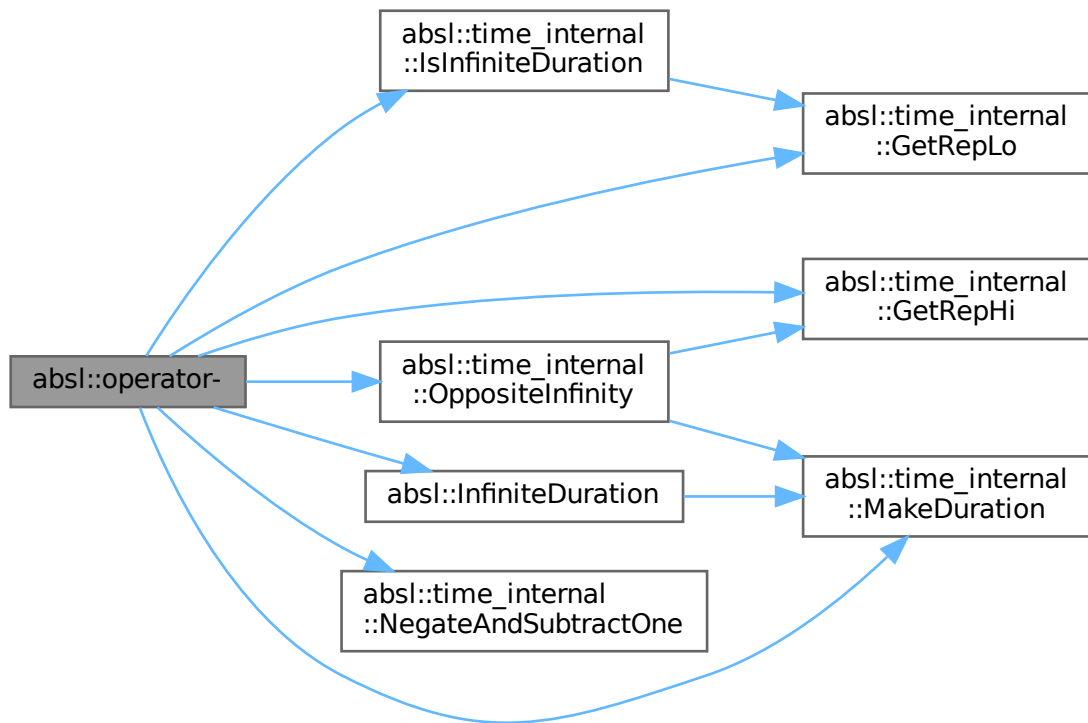 absl::time_internal
::IsInfiniteDuration
absl::time_internal
::GetRepLo
absl::time_internal
::GetRepHi
absl::operator-
absl::time_internal
::OppositeInfinity
absl::InfiniteDuration
absl::time_internal
::MakeDuration
absl::time_internal
::NegateAndSubtractOne